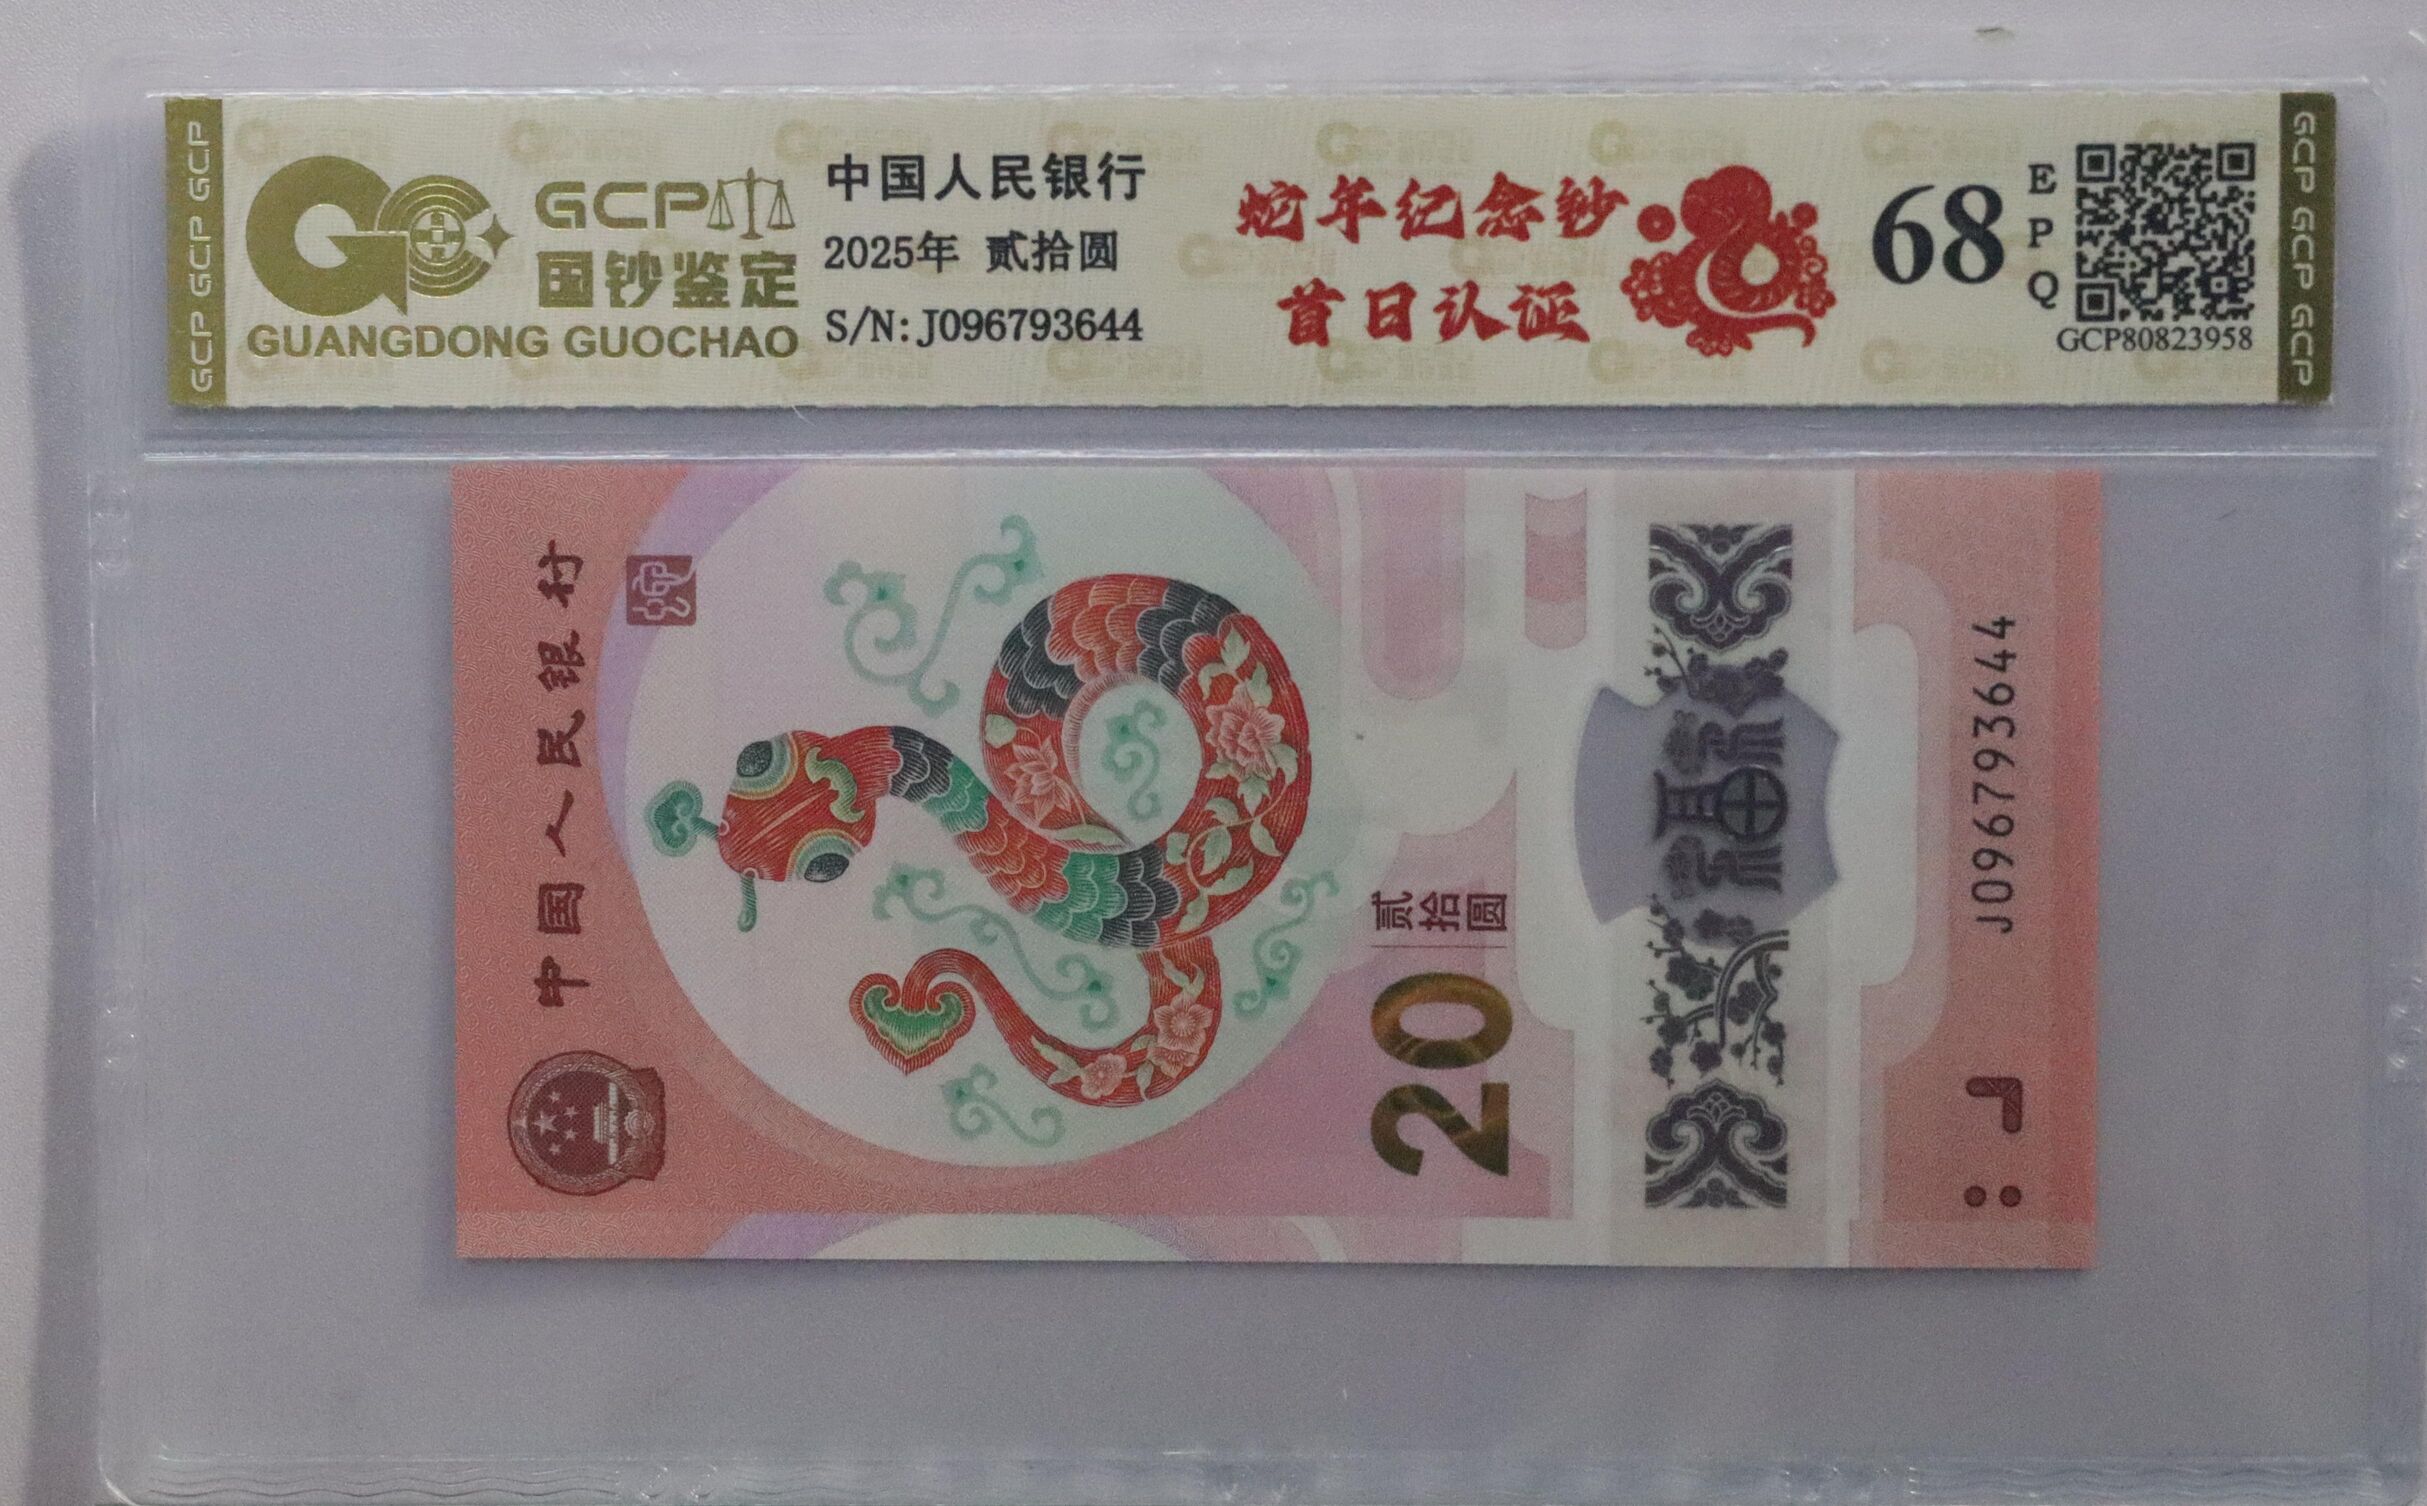 GCP GCP GCP
GCP
国钞鉴定
GUANGDONG GUOCHAO
中国人民银行
2025年 贰拾圆
S/N: J096793644
蛇年纪念钞
首日认证
68
EPQ
GCP80823958
GCP GCP GCP
中国人民银行
20
贰拾圆
J096793644